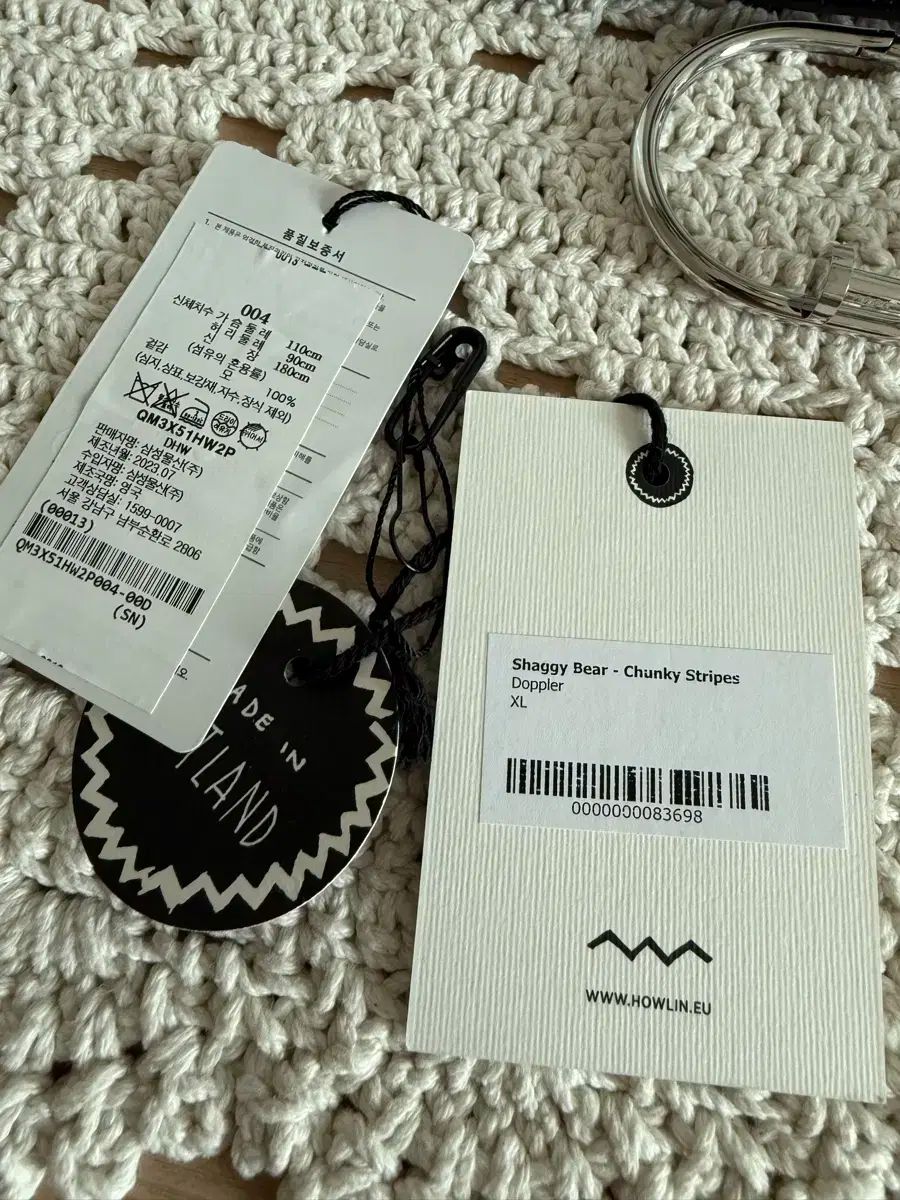 품질보증서
004
신체치수 가슴둘레 110cm
허리둘레 90cm
신장 180cm
겉감 (섬유의 혼용률)
모 100%
(심지,상표,보강재,자수,장식 제외)
QM3X51HW2P
DHW
판매자명: 삼성물산(주)
제조년월: 2023.07
수입자명: 삼성물산(주)
제조국명: 영국
고객상담실: 1599-0007
서울 강남구 남부순환로 2806
(00013)
QM3X51HW2P004-00D
(SN)
ADE IN
TLAND
Shaggy Bear - Chunky Stripes
Doppler
XL
0000000083698
WWW.HOWLIN.EU